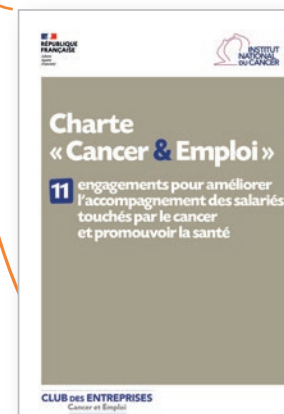 RÉPUBLIQUE
FRANÇAISE
INSTITUT
NATIONAL
DU CANCER
Charte
« Cancer & Emploi »
11 engagements pour améliorer
l'accompagnement des salariés
touchés par le cancer
et promouvoir la santé
CLUB DES ENTREPRISES
Cancer et Emploi